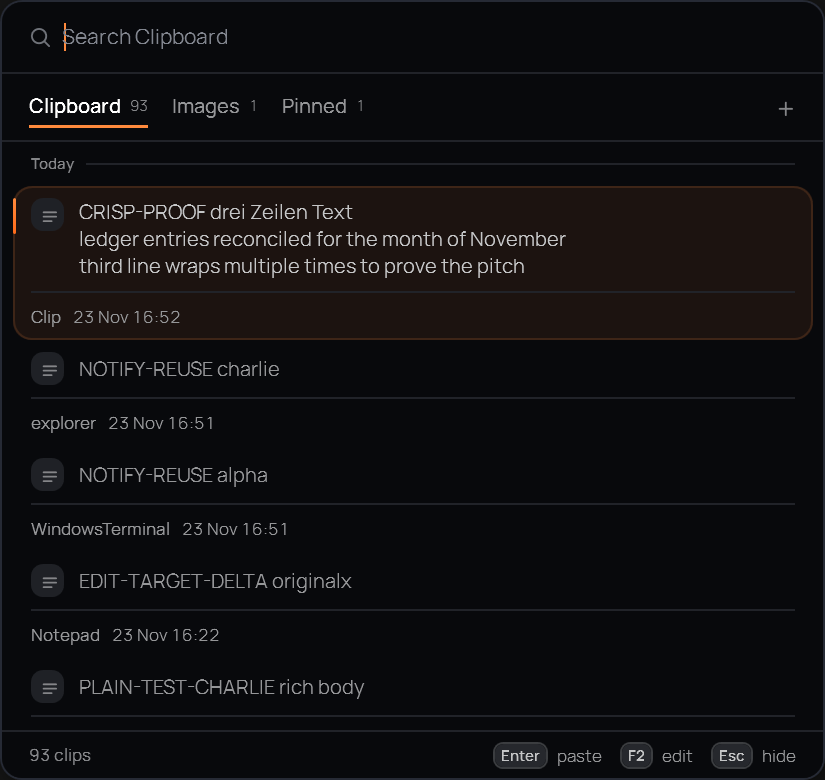 Search Clipboard
Clipboard 93 Images 1 Pinned 1 +
Today
CRISP-PROOF drei Zeilen Text
ledger entries reconciled for the month of November
third line wraps multiple times to prove the pitch
Clip 23 Nov 16:52
NOTIFY-REUSE charlie
explorer 23 Nov 16:51
NOTIFY-REUSE alpha
WindowsTerminal 23 Nov 16:51
EDIT-TARGET-DELTA originalx
Notepad 23 Nov 16:22
PLAIN-TEST-CHARLIE rich body
93 clips Enter paste F2 edit Esc hide